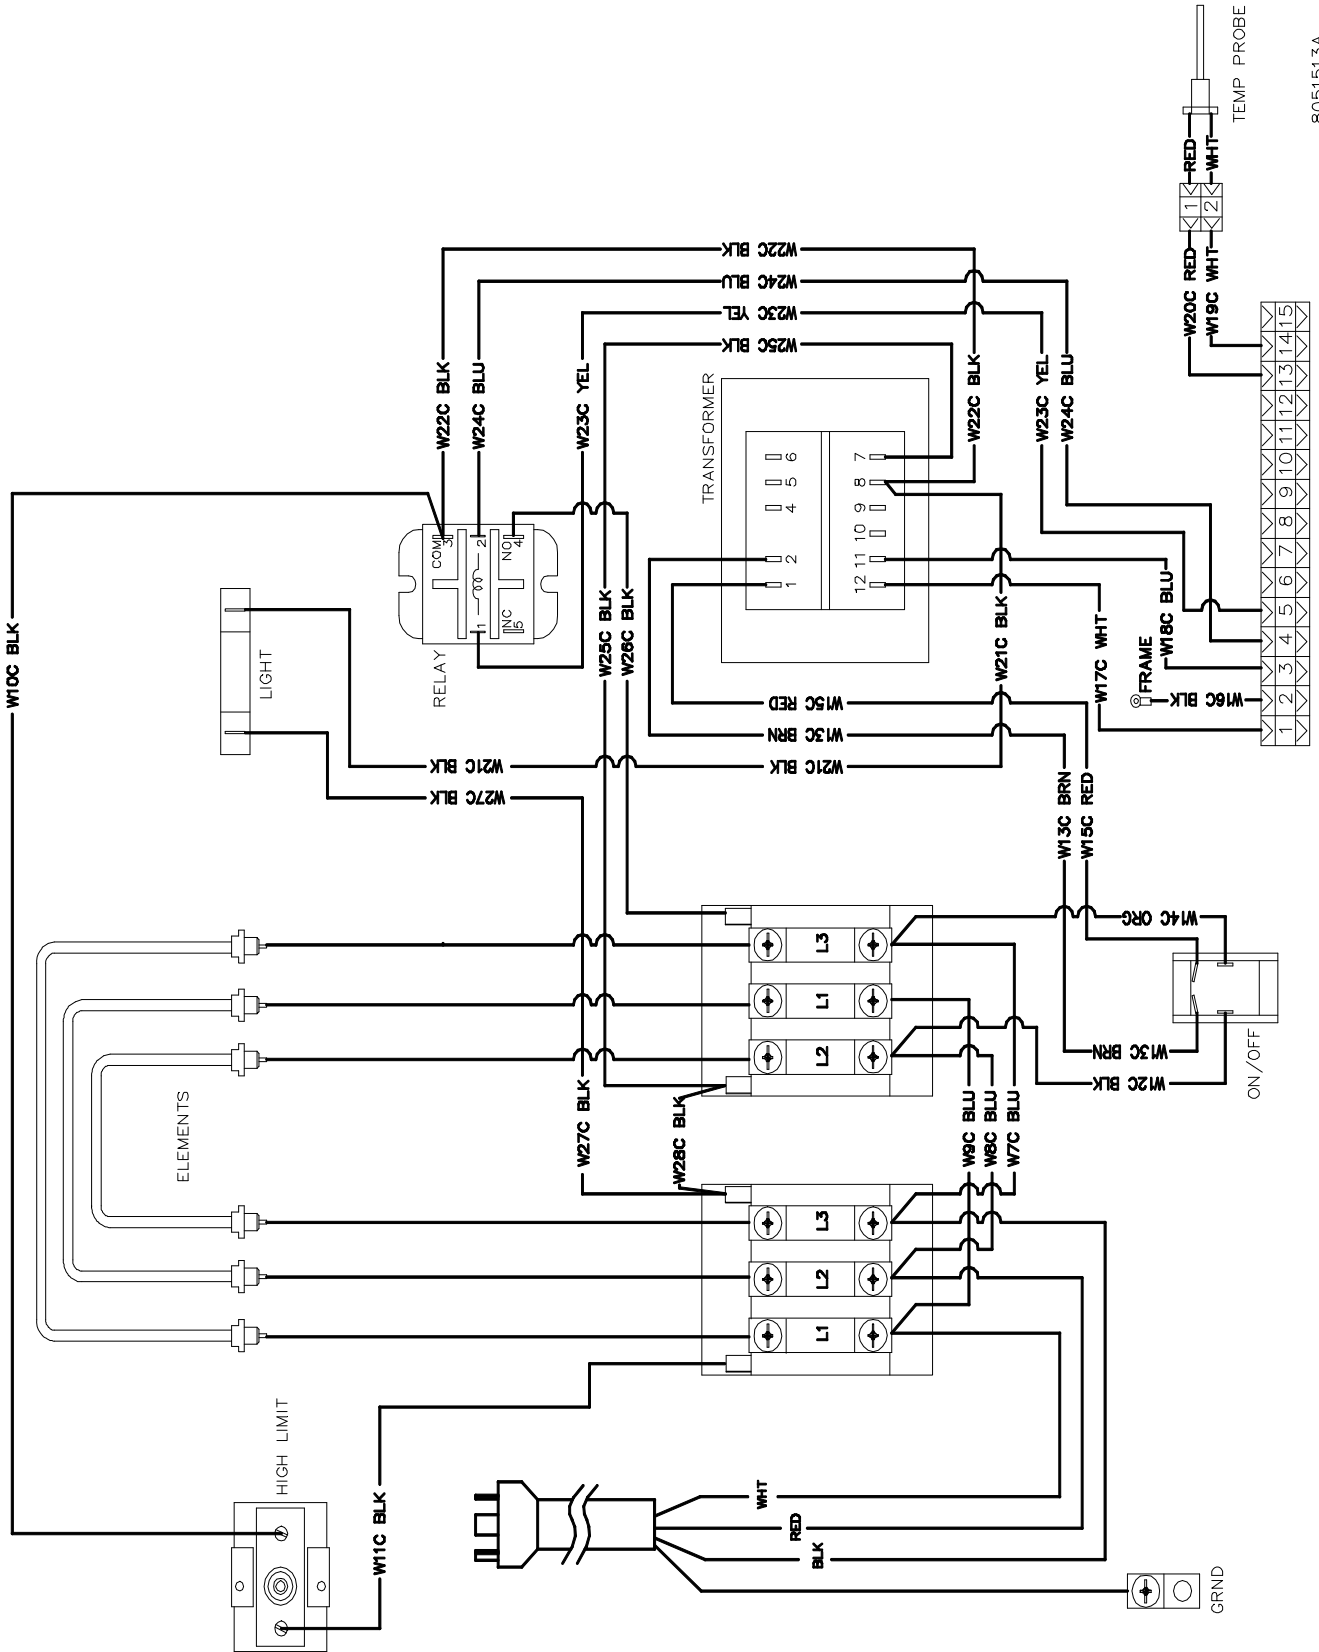 W10C BLK
LIGHT
RELAY
COM
3
2
NO
4
1
NC
5
W22C BLK
W24C BLU
W23C YEL
W25C BLK
W26C BLK
W22C BLK
W24C BLU
W23C YEL
W25C BLK
TRANSFORMER
6
5
4
2
1
7
8
9
10
11
12
W22C BLK
W23C YEL
W24C BLU
W21C BLK
W15C RED
W13C BRN
W21C BLK
W21C BLK
W27C BLK
W17C WHT
W18C BLU
FRAME
W16C BLK
W20C RED
W19C WHT
1
2
RED
WHT
TEMP PROBE
8051513A
1 2 3 4 5 6 7 8 9 10 11 12 13 14 15
W13C BRN
W15C RED
W14C ORG
W13C BRN
W12C BLK
ON/OFF
ELEMENTS
W27C BLK
W28C BLK
L3
L1
L2
W9C BLU
W8C BLU
W7C BLU
L3
L2
L1
HIGH LIMIT
W11C BLK
WHT
RED
BLK
GRND